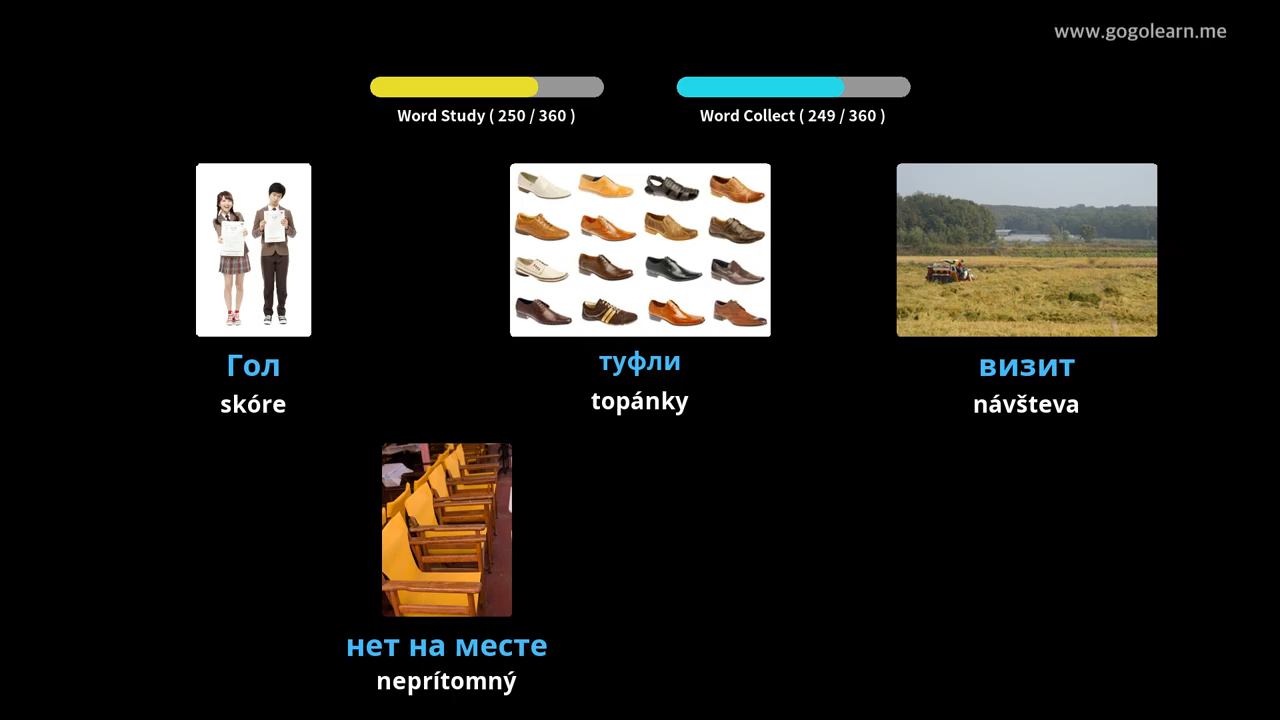 www.gogolearn.me
Word Study ( 250 / 360 )
Word Collect ( 249 / 360 )
Гол
skóre
туфли
topánky
визит
návšteva
нет на месте
neprítomný